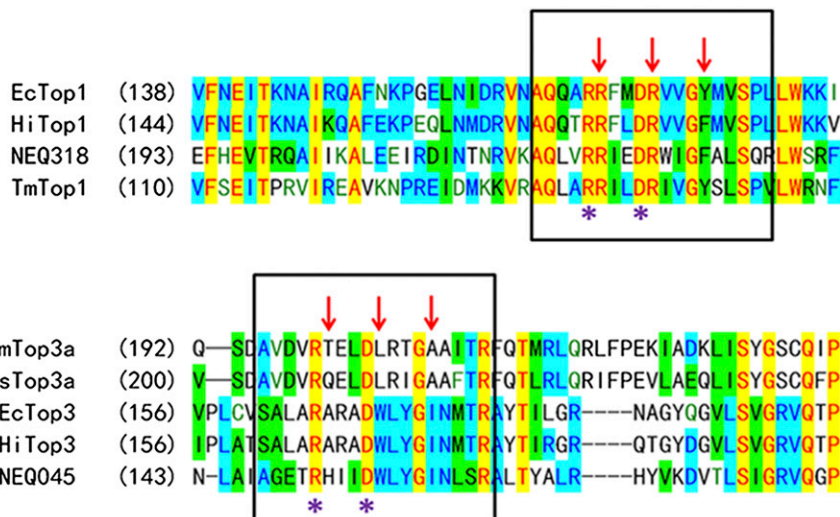 EcTop1 (138) VFNEITKNAIRQAFNKPGELNIDRVNAQQARRFMDRVVGYMVSPLLWKKI
HiTop1 (144) VFNEITKNAIKQAFEKPEQLNMDRVNAQQTRRFLDRVVGFMVSPLLWKKV
NEQ318 (193) EFHEVTRQAIIKALEEIRDINTNRVKAQLVRRIEDRWIGFALSQRLWSRF
TmTop1 (110) VFSEITPRVIREAVKNPREIDMKKVRAQLARRILDRIVGYSLSPVLWRNF
* *
mTop3a (192) Q--SDAVDVRTELDLRTGAAITRFQTMRLQRLFPEKIADKLISYGSCQIP
sTop3a (200) V--SDAVDVRQELDLRIGAAFTRFQTLRLQRIFPEVLAEQLISYGSCQFP
EcTop3 (156) VPLCVSALARARADWLYGINMTRAYTILGR----NAGYQGVLSVGRVQTP
HiTop3 (156) IPLATSALARARADWLYGINMTRAYTIRGR----QTGYDGVLSVGRVQTP
NEQ045 (143) N-LAIAGETRHIIDWLYGINLSRALTYALR----HYVKDVTLSIGRVQGP
* *